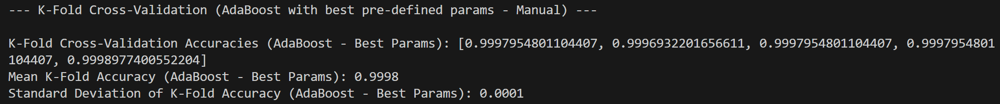 --- K-Fold Cross-Validation (AdaBoost with best pre-defined params - Manual) ---
K-Fold Cross-Validation Accuracies (AdaBoost - Best Params): [0.9997954801104407, 0.9996932201656611, 0.9997954801104407, 0.9997954801
104407, 0.9998977400552204]
Mean K-Fold Accuracy (AdaBoost - Best Params): 0.9998
Standard Deviation of K-Fold Accuracy (AdaBoost - Best Params): 0.0001